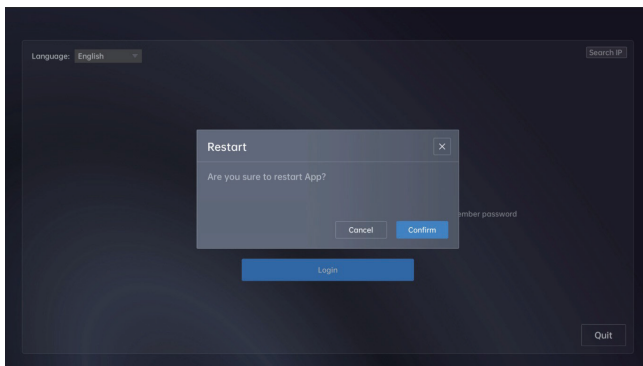 Language: English
Search IP
Restart
Are you sure to restart App?
ember password
Cancel
Confirm
Login
Quit